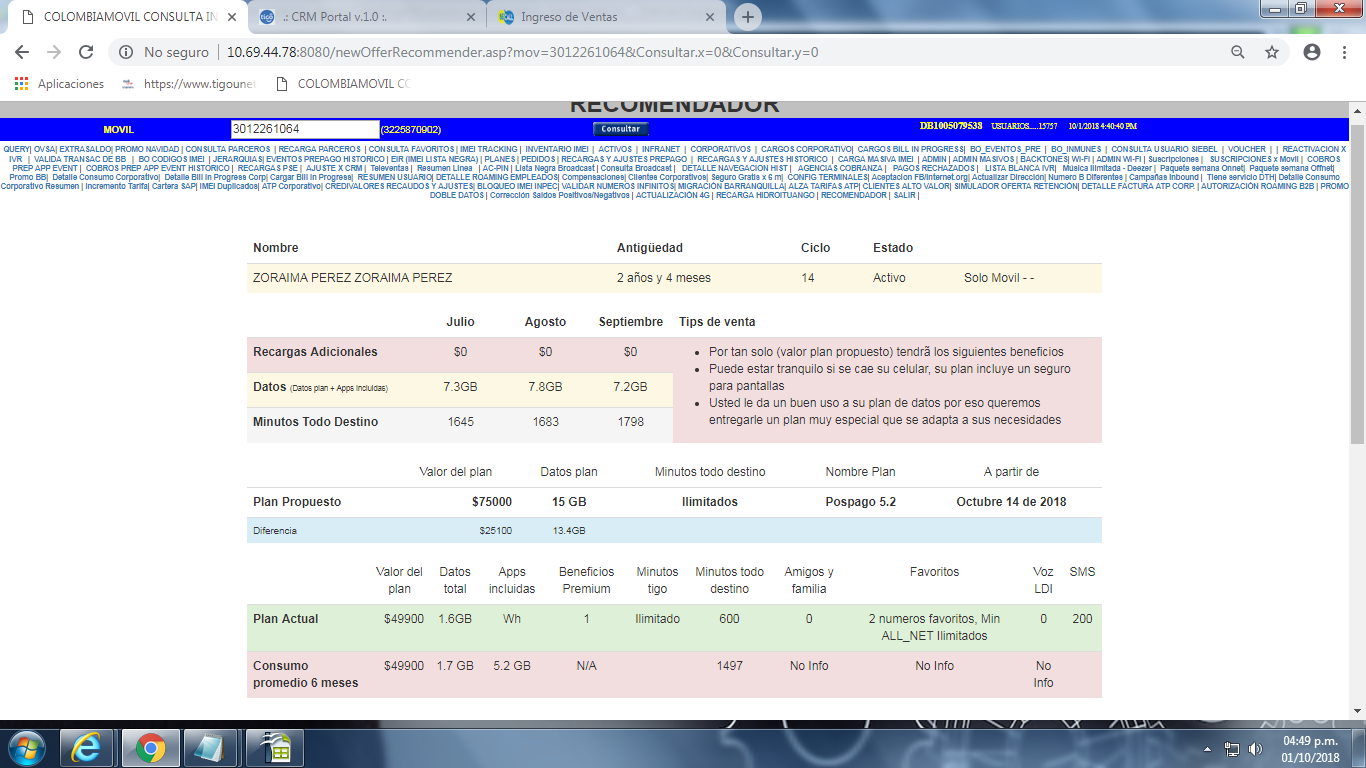 COLOMBIAMOVIL CONSULTA IN
.: CRM Portal v.1.0 :.
Ingreso de Ventas
No seguro
10.69.44.78:8080/newOfferRecommender.asp?mov=3012261064&Consultar.x=0&Consultar.y=0
Aplicaciones
https://www.tigounet
COLOMBIAMOVIL CO
RECOMENDADOR
MOVIL
3012261064
(3225870902)
Consultar
DB1005079538 USUARIOS.....15757 10/1/2018 4:40:40 PM
QUERY| OVSA| EXTRASALDO| PROMO NAVIDAD | CONSULTA PARCEROS | RECARGA PARCEROS | CONSULTA FAVORITOS | IMEI TRACKING | INVENTARIO IMEI | ACTIVOS | INFRANET | CORPORATIVOS | CARGOS CORPORATIVO| CARGOS BILL IN PROGRESS| BO_EVENTOS_PRE | BO_INMUNES | CONSULTA USUARIO SIEBEL | VOUCHER | | REACTIVACION X
IVR | VALIDA TRANSAC DE BB | BO CODIGOS IMEI | JERARQUIAS| EVENTOS PREPAGO HISTORICO | EIR (IMEI LISTA NEGRA) | PLANES | PEDIDOS | RECARGAS Y AJUSTES PREPAGO | RECARGAS Y AJUSTES HISTORICO | CARGA MASIVA IMEI | ADMIN | ADMIN MASIVOS | BACKTONES| WI-FI | ADMIN WI-FI | Suscripciones | SUSCRIPCIONES x Movil | COBROS
PREP APP EVENT | COBROS PREP APP EVENT HISTORICO | RECARGAS PSE | AJUSTE X CRM | Televentas | Resumen Linea | AC-PIN | Lista Negra Broadcast | Consulta Broadcast | DETALLE NAVEGACION HIST | AGENCIAS COBRANZA | PAGOS RECHAZADOS | LISTA BLANCA IVR| Música Ilimitada - Deezer | Paquete semana Onnet| Paquete semana Offnet|
Promo BB| Detalle Consumo Corporativo| Detalle Bill in Progress Corp| Cargar Bill in Progress| RESUMEN USUARIO| DETALLE ROAMING EMPLEADOS| Compensaciones| Clientes Corporativos| Seguro Gratis x 6 m| CONFIG TERMINALES| Aceptacion FB/Internet.org| Actualizar Dirección| Numero B Diferentes | Campañas Inbound | Tiene servicio DTH| Detalle Consumo
Corporativo Resumen | Incremento Tarifa| Cartera SAP| IMEI Duplicados| ATP Corporativo| CREDIVALORES RECAUDOS Y AJUSTES| BLOQUEO IMEI INPEC| VALIDAR NUMEROS INFINITOS| MIGRACIÓN BARRANQUILLA| ALZA TARIFAS ATP| CLIENTES ALTO VALOR| SIMULADOR OFERTA RETENCIÓN| DETALLE FACTURA ATP CORP. | AUTORIZACIÓN ROAMING B2B | PROMO
DOBLE DATOS | Corrección Saldos Positivos/Negativos | ACTUALIZACIÓN 4G | RECARGA HIDROITUANGO | RECOMENDADOR | SALIR |
Nombre Antigüedad Ciclo Estado
ZORAIMA PEREZ ZORAIMA PEREZ 2 años y 4 meses 14 Activo Solo Movil - -
Julio Agosto Septiembre Tips de venta
Recargas Adicionales $0 $0 $0
Datos (Datos plan + Apps Incluidas) 7.3GB 7.8GB 7.2GB
Minutos Todo Destino 1645 1683 1798
Por tan solo (valor plan propuesto) tendrã los siguientes beneficios
Puede estar tranquilo si se cae su celular, su plan incluye un seguro
para pantallas
Usted le da un buen uso a su plan de datos por eso queremos
entregarle un plan muy especial que se adapta a sus necesidades
Valor del plan Datos plan Minutos todo destino Nombre Plan A partir de
Plan Propuesto $75000 15 GB Ilimitados Pospago 5.2 Octubre 14 de 2018
Diferencia $25100 13.4GB
Valor del plan Datos total Apps incluidas Beneficios Premium Minutos tigo Minutos todo destino Amigos y familia Favoritos Voz LDI SMS
Plan Actual $49900 1.6GB Wh 1 Ilimitado 600 0 2 numeros favoritos, Min ALL_NET Ilimitados 0 200
Consumo promedio 6 meses $49900 1.7 GB 5.2 GB N/A 1497 No Info No Info No Info
04:49 p.m.
01/10/2018